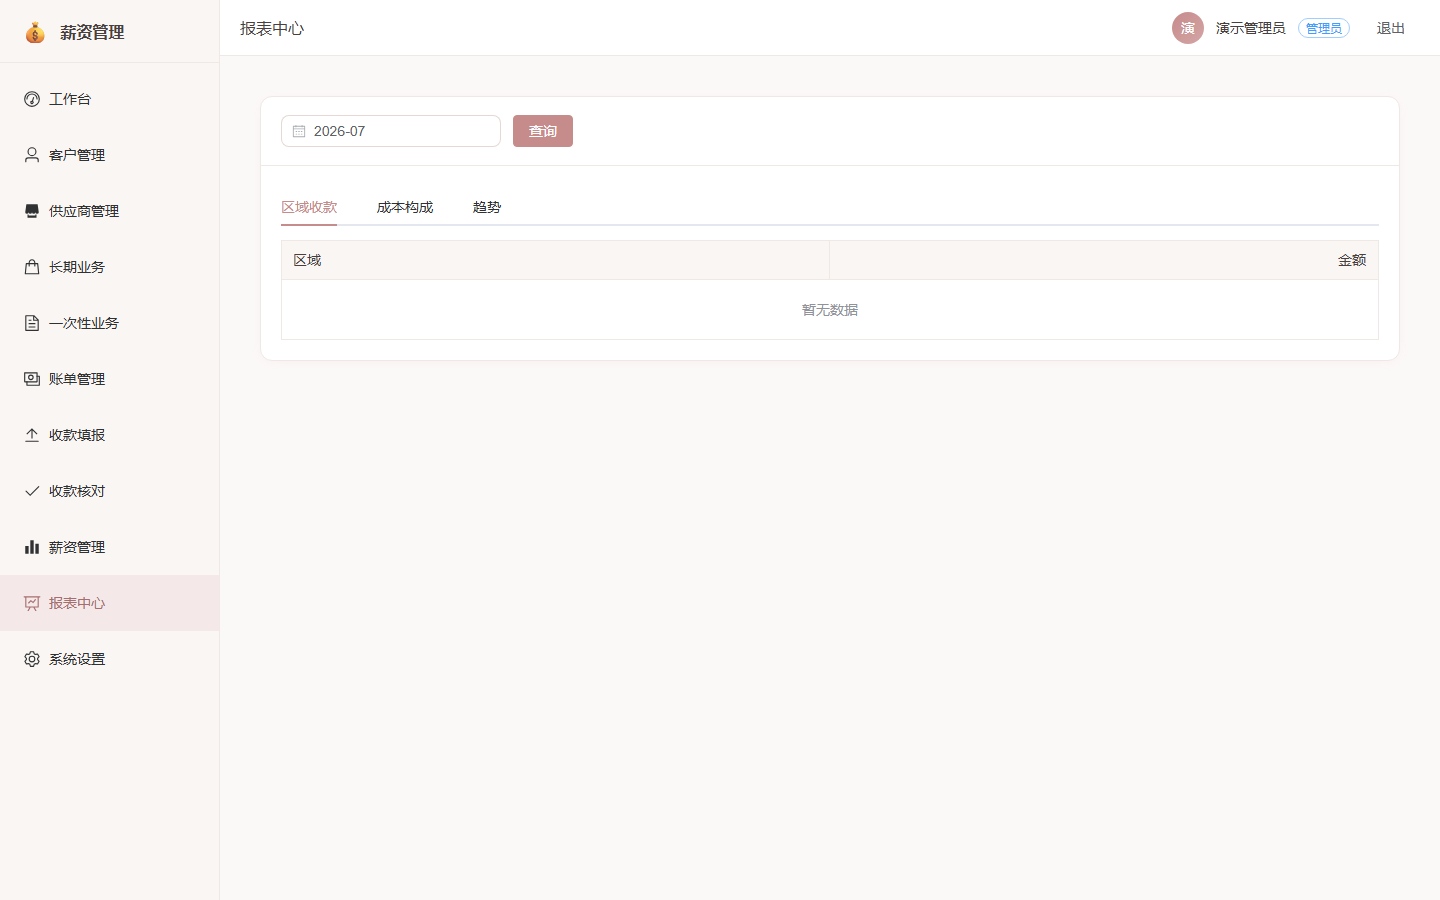 薪资管理
报表中心
演
演示管理员
管理员
退出
工作台
客户管理
供应商管理
长期业务
一次性业务
账单管理
收款填报
收款核对
薪资管理
报表中心
系统设置
2026-07
查询
区域收款
成本构成
趋势
区域
金额
暂无数据